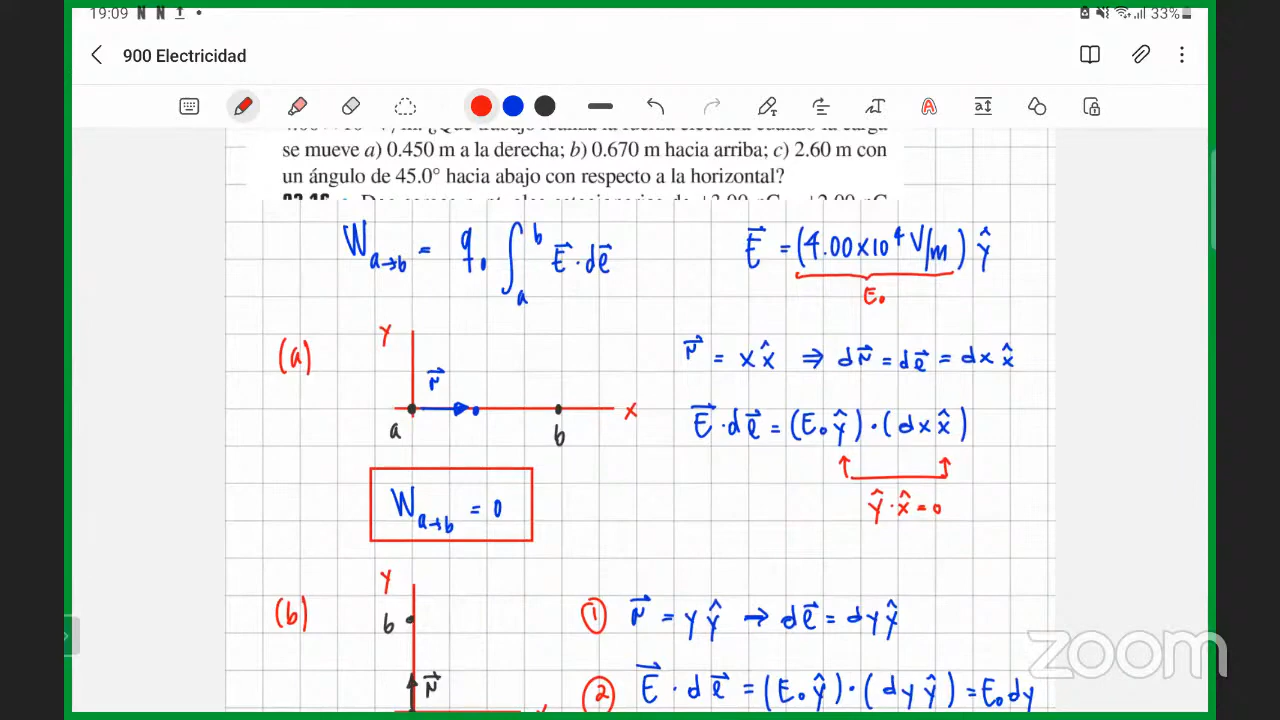 19:09 N N
33%
900 Electricidad
se mueve a) 0.450 m a la derecha; b) 0.670 m hacia arriba; c) 2.60 m con
un ángulo de 45.0° hacia abajo con respecto a la horizontal?
W a→b = q₀ ∫ₐᵇ E⃗ · dℓ⃗
E⃗ = (4.00×10⁴ V/m) ŷ
E₀
(a)
y
r⃗
a
b
x
r⃗ = x x̂ ⇒ dr⃗ = dℓ⃗ = dx x̂
E⃗ · dℓ⃗ = (E₀ ŷ) · (dx x̂)
ŷ · x̂ = 0
W a→b = 0
(b)
y
b
r⃗
① r⃗ = y ŷ → dℓ⃗ = dy ŷ
② E⃗ · dℓ⃗ = (E₀ ŷ) · (dy ŷ) = E₀ dy
zoom